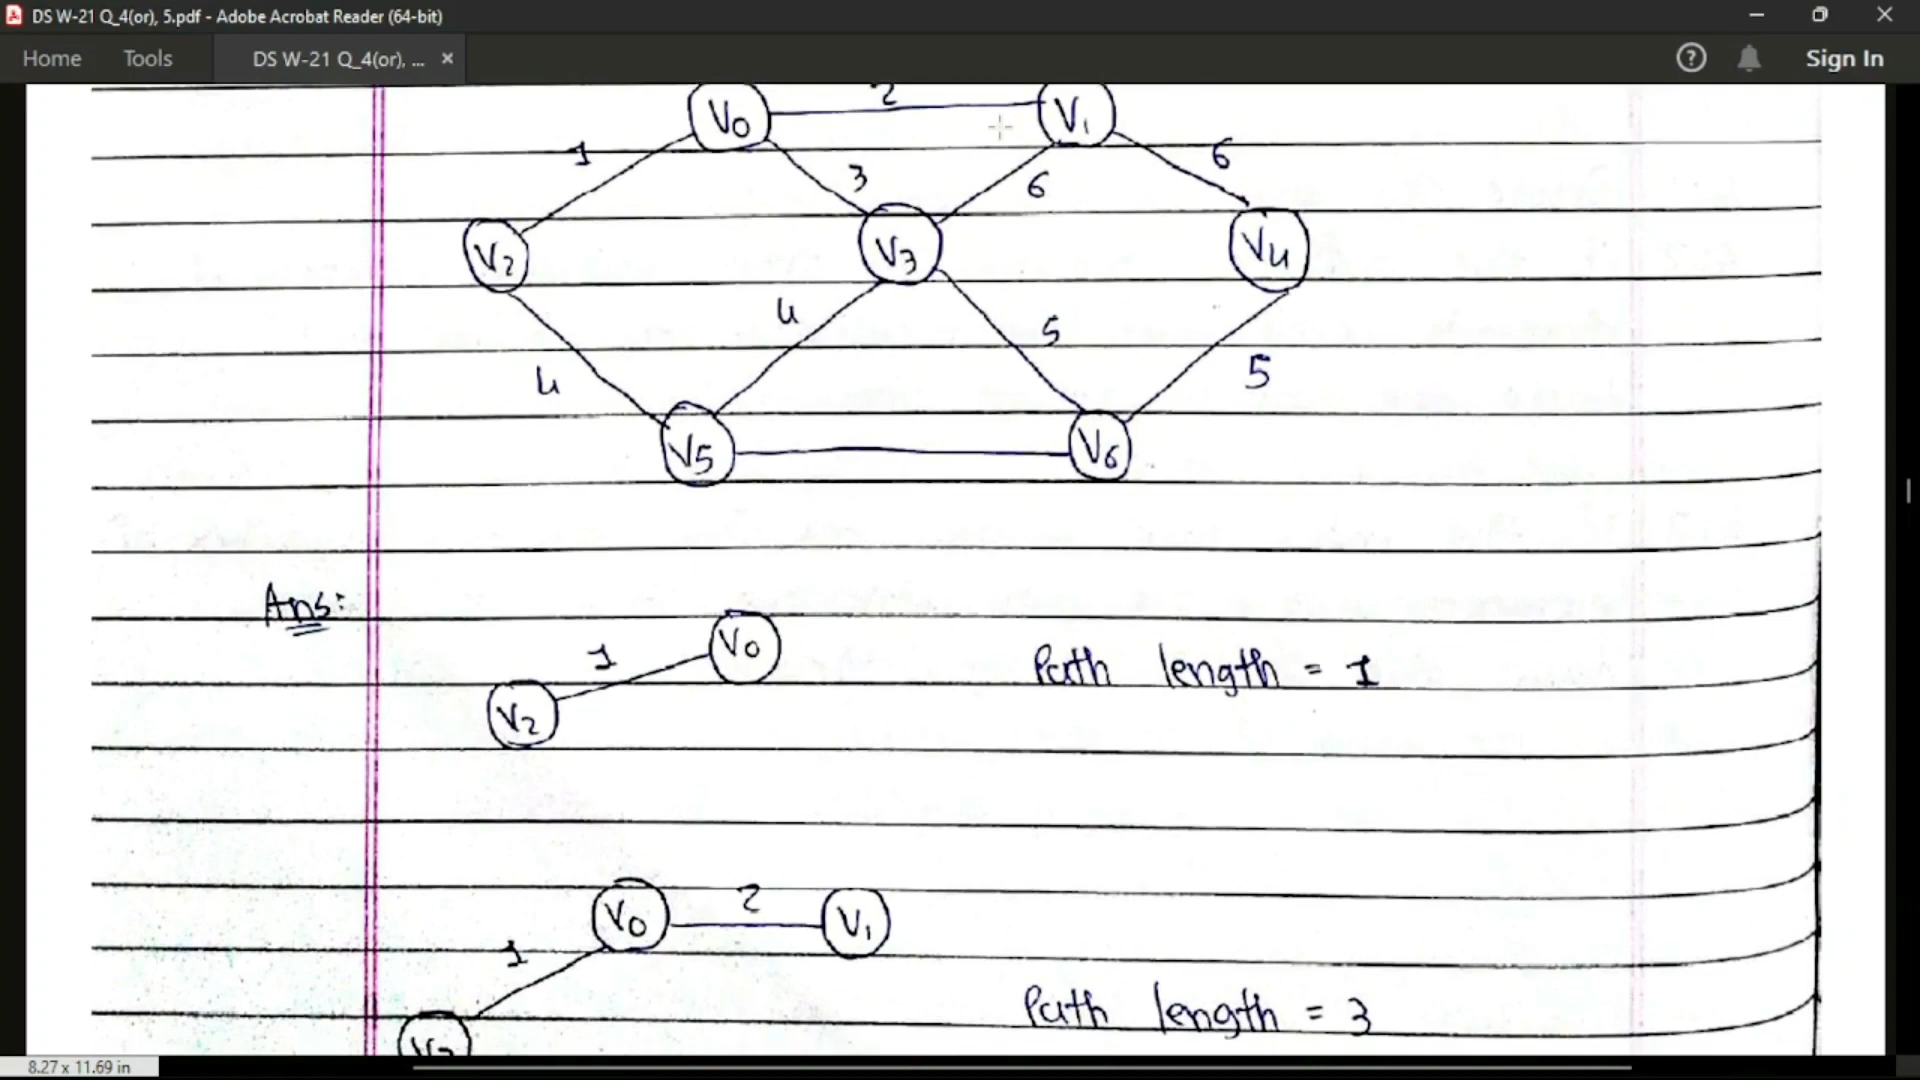 DS W-21 Q_4(or), 5.pdf - Adobe Acrobat Reader (64-bit)
Home Tools DS W-21 Q_4(or), ... × Sign In
V0 2 V1
1 3 6 6
V2 V3 V4
4 4 5 5
V5 V6
Ans:
1 V0 Path length = 1
V2
V0 2 V1
1
Path length = 3
V2
8.27 x 11.69 in